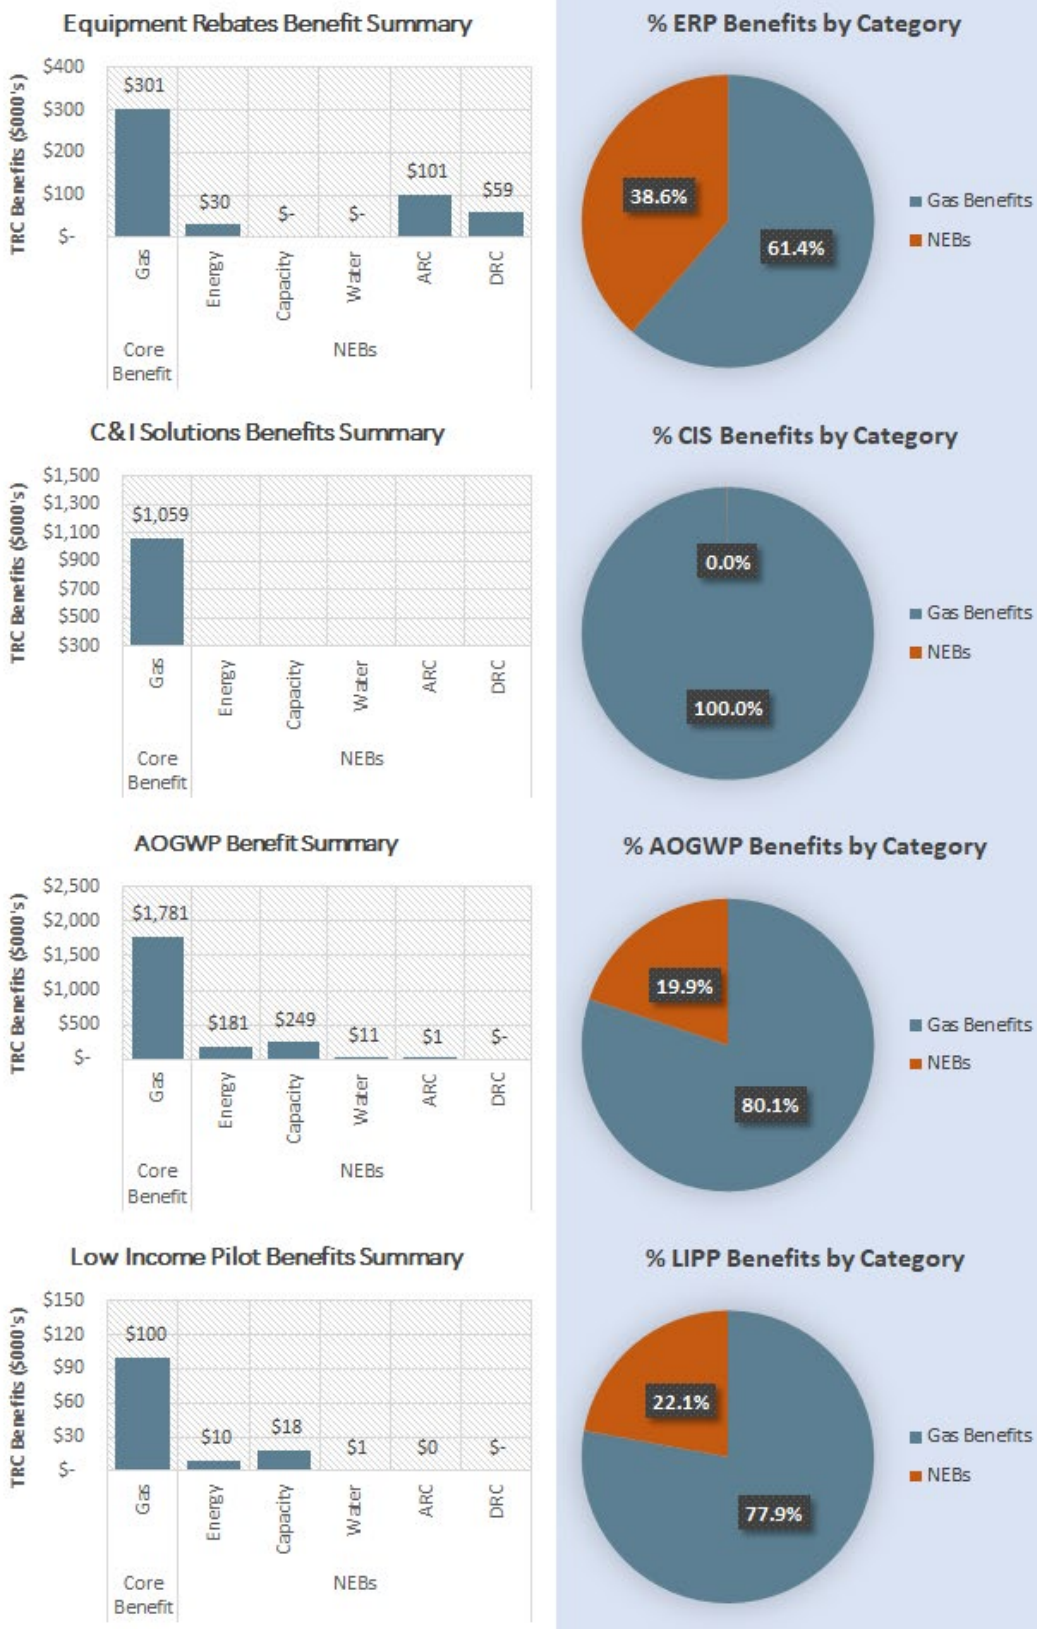 Equipment Rebates Benefit Summary
TRC Benefits ($000's)
$400
$300
$200
$100
$-
$301
$30
$-
$-
$101
$59
Gas
Energy
Capacity
Water
ARC
DRC
Core
Benefit
NEBs
% ERP Benefits by Category
38.6%
61.4%
Gas Benefits
NEBs
C&I Solutions Benefits Summary
TRC Benefits ($000's)
$1,500
$1,300
$1,100
$900
$700
$500
$300
$1,059
Gas
Energy
Capacity
Water
ARC
DRC
Core
Benefit
NEBs
% CIS Benefits by Category
0.0%
100.0%
Gas Benefits
NEBs
AOGWP Benefit Summary
TRC Benefits ($000's)
$2,500
$2,000
$1,500
$1,000
$500
$-
$1,781
$181
$249
$11
$1
$-
Gas
Energy
Capacity
Water
ARC
DRC
Core
Benefit
NEBs
% AOGWP Benefits by Category
19.9%
80.1%
Gas Benefits
NEBs
Low Income Pilot Benefits Summary
TRC Benefits ($000's)
$150
$120
$90
$60
$30
$-
$100
$10
$18
$1
$0
$-
Gas
Energy
Capacity
Water
ARC
DRC
Core
Benefit
NEBs
% LIPP Benefits by Category
22.1%
77.9%
Gas Benefits
NEBs